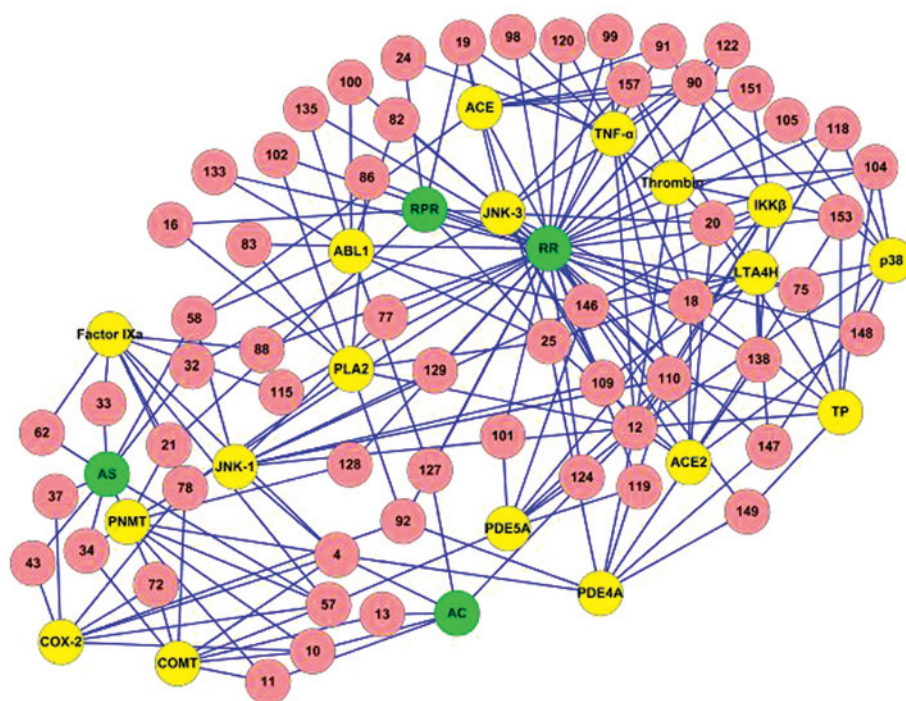 19
98
120
99
91
122
24
100
157
90
151
135
ACE
82
TNF-α
105
118
102
133
86
Thrombin
104
RPR
JNK-3
IKKβ
153
16
20
83
ABL1
RR
p38
LTA4H
75
146
18
58
77
148
Factor IXa
88
25
32
129
PLA2
138
115
109
110
33
TP
62
21
12
101
147
AS
JNK-1
128
127
ACE2
124
37
78
119
149
PNMT
92
PDE5A
34
43
4
72
PDE4A
57
13
AC
COX-2
10
COMT
11